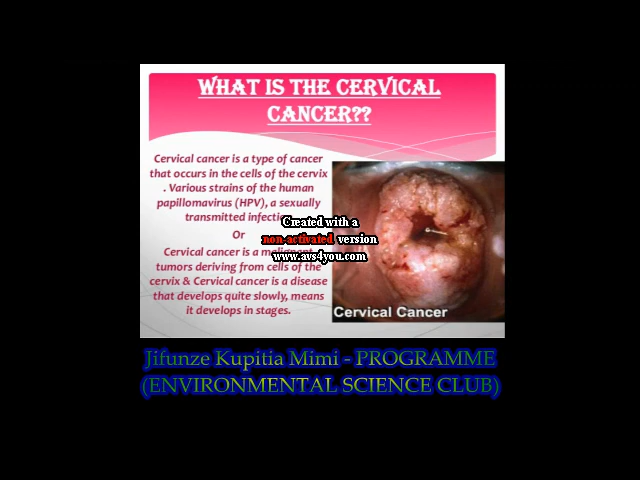 WHAT IS THE CERVICAL
CANCER??
Cervical cancer is a type of cancer
that occurs in the cells of the cervix
. Various strains of the human
papillomavirus (HPV), a sexually
transmitted
Or
Cervical cancer is a
tumors deriving from cells of the
cervix & Cervical cancer is a disease
that develops quite slowly, means
it develops in stages.
Created with a
non-activated version
www.avs4you.com
Cervical Cancer
Jifunze Kupitia Mimi - PROGRAMME
(ENVIRONMENTAL SCIENCE CLUB)